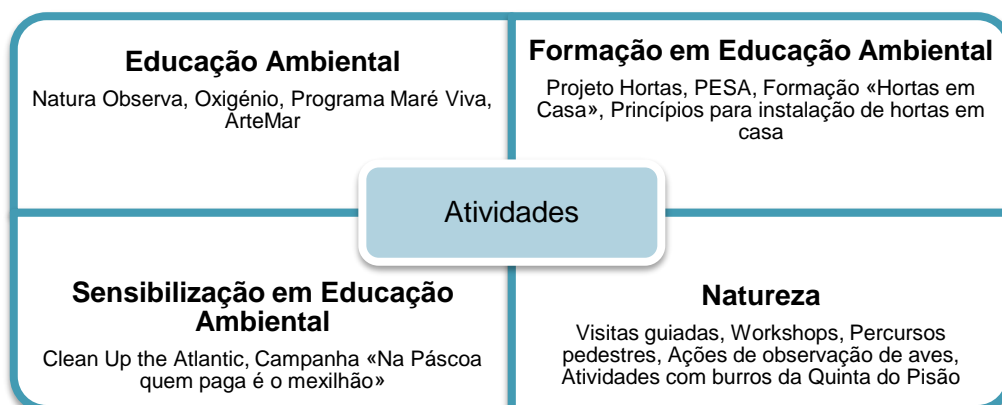 Educação Ambiental
Natura Observa, Oxigénio, Programa Maré Viva,
ArteMar
Formação em Educação Ambiental
Projeto Hortas, PESA, Formação «Hortas em
Casa», Princípios para instalação de hortas em
casa
Atividades
Sensibilização em Educação
Ambiental
Clean Up the Atlantic, Campanha «Na Páscoa
quem paga é o mexilhão»
Natureza
Visitas guiadas, Workshops, Percursos
pedestres, Ações de observação de aves,
Atividades com burros da Quinta do Pisão